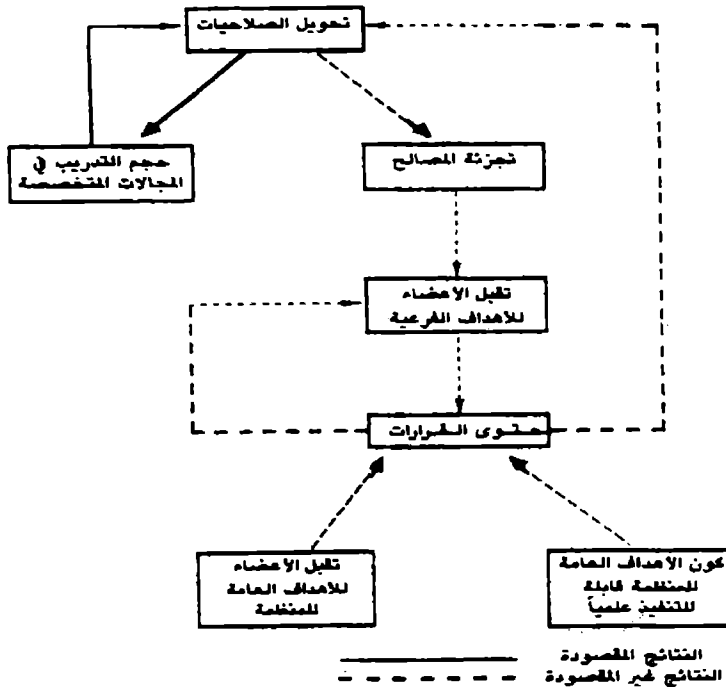 تحويل الصلاحيات
حجم التدريب في
المجالات المتخصصة
تجزئة المصالح
تقبل الأعضاء
للأهداف الفرعية
محتوى القرارات
تقبل الأعضاء
للأهداف العامة
للمنظمة
كون الأهداف العامة
للمنظمة قابلة
للتنفيذ علمياً
النتائج المقصودة
النتائج غير المقصودة